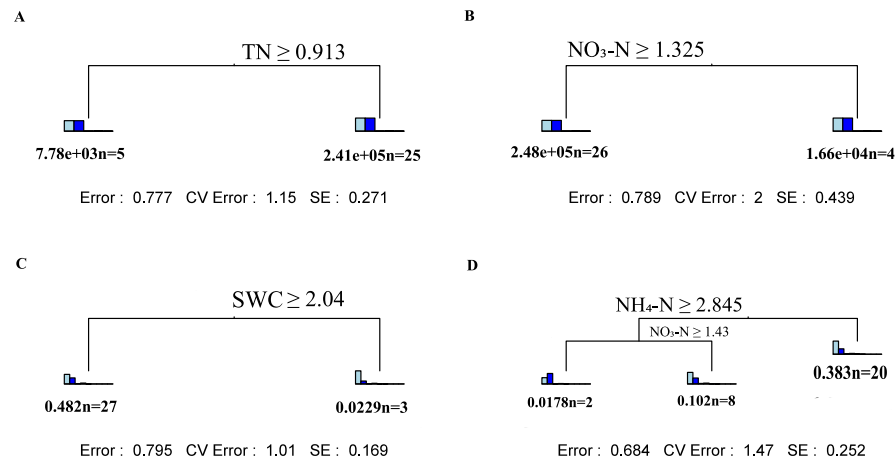 A
TN ≥ 0.913
7.78e+03n=5
2.41e+05n=25
Error : 0.777 CV Error : 1.15 SE : 0.271
B
NO₃-N ≥ 1.325
2.48e+05n=26
1.66e+04n=4
Error : 0.789 CV Error : 2 SE : 0.439
C
SWC ≥ 2.04
0.482n=27
0.0229n=3
Error : 0.795 CV Error : 1.01 SE : 0.169
D
NH₄-N ≥ 2.845
NO₃-N ≥ 1.43
0.383n=20
0.0178n=2
0.102n=8
Error : 0.684 CV Error : 1.47 SE : 0.252